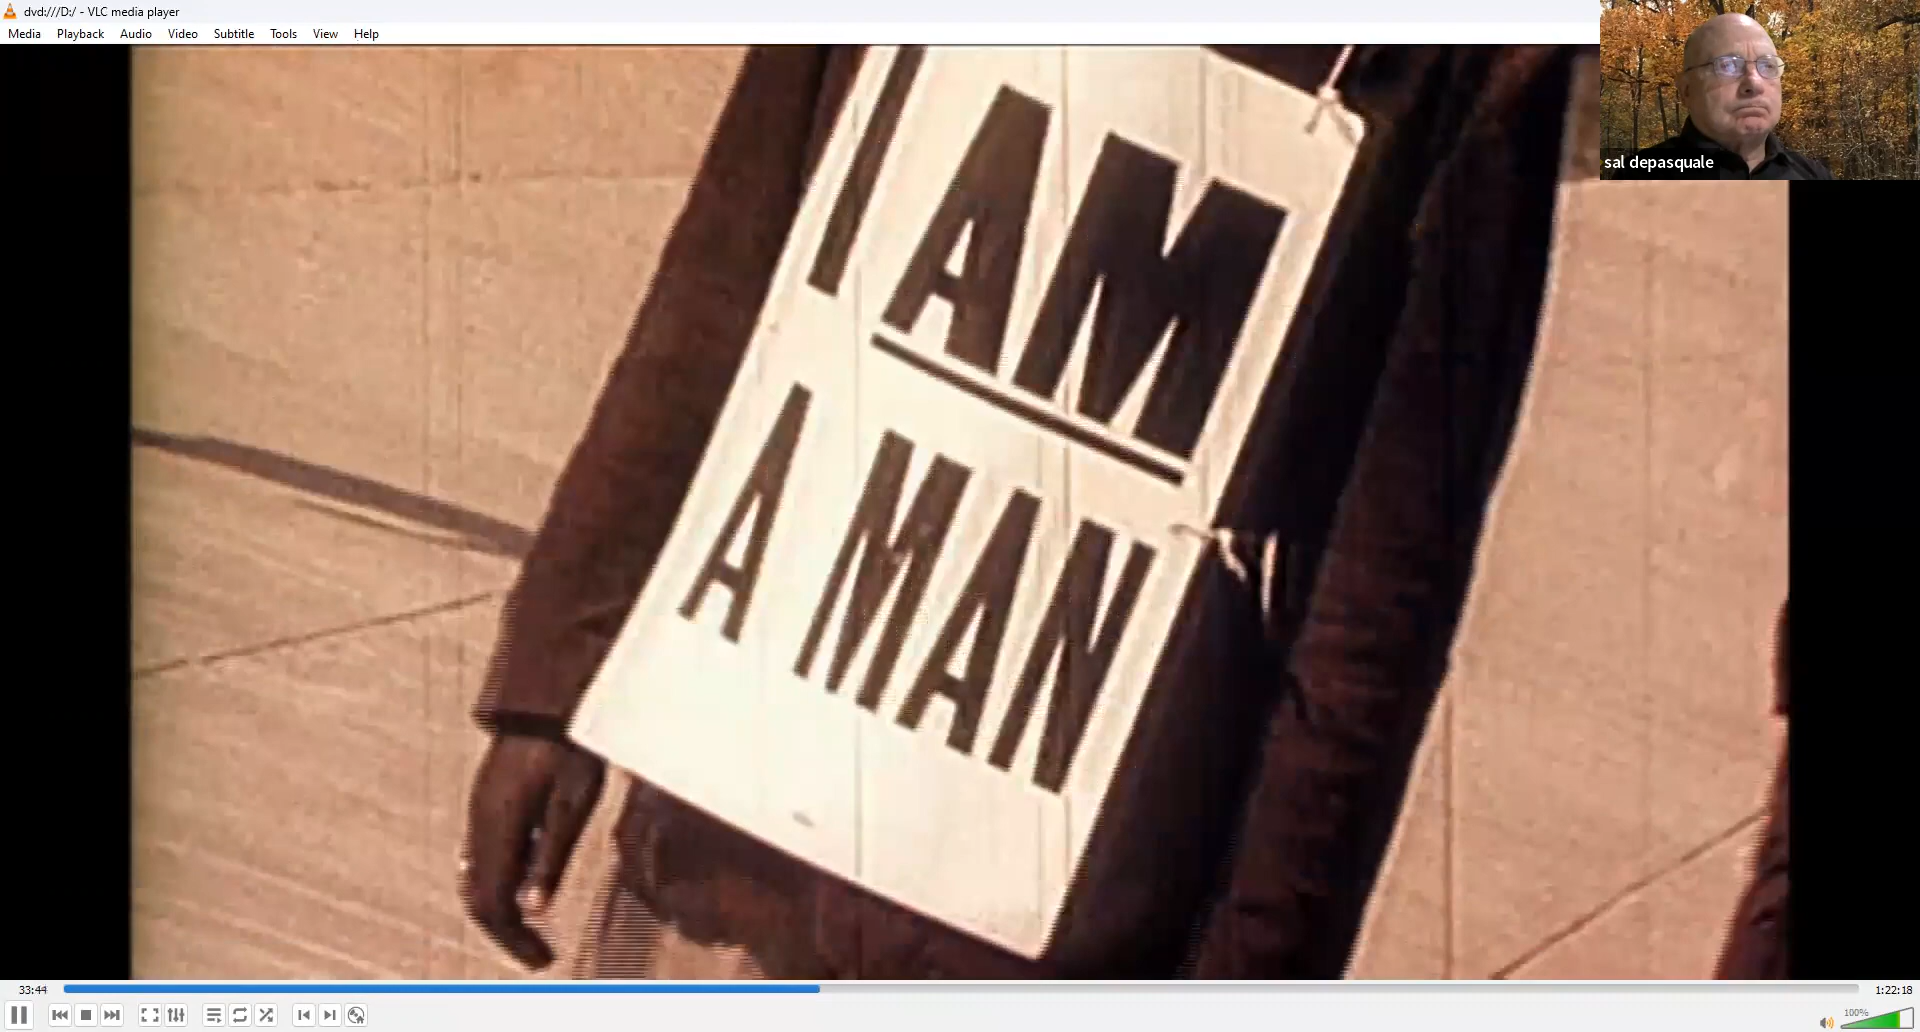 dvd:///D:/ - VLC media player
Media Playback Audio Video Subtitle Tools View Help
sal depasquale
I AM
A MAN
33:44
1:22:18
100%